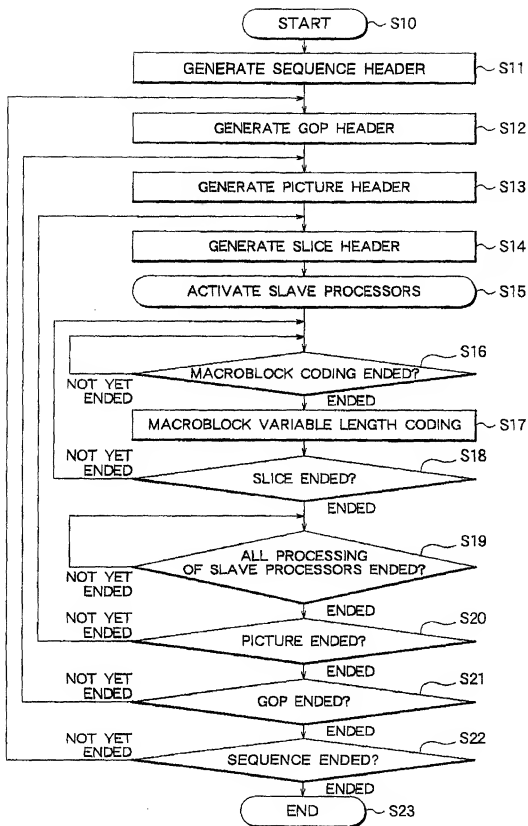 START
S10
GENERATE SEQUENCE HEADER
S11
GENERATE GOP HEADER
S12
GENERATE PICTURE HEADER
S13
GENERATE SLICE HEADER
S14
ACTIVATE SLAVE PROCESSORS
S15
S16
MACROBLOCK CODING ENDED?
NOT YET
ENDED
ENDED
MACROBLOCK VARIABLE LENGTH CODING
S17
NOT YET
ENDED
S18
SLICE ENDED?
ENDED
S19
ALL PROCESSING
OF SLAVE PROCESSORS ENDED?
NOT YET
ENDED
ENDED
NOT YET
ENDED
S20
PICTURE ENDED?
ENDED
NOT YET
ENDED
S21
GOP ENDED?
ENDED
NOT YET
ENDED
S22
SEQUENCE ENDED?
ENDED
END
S23